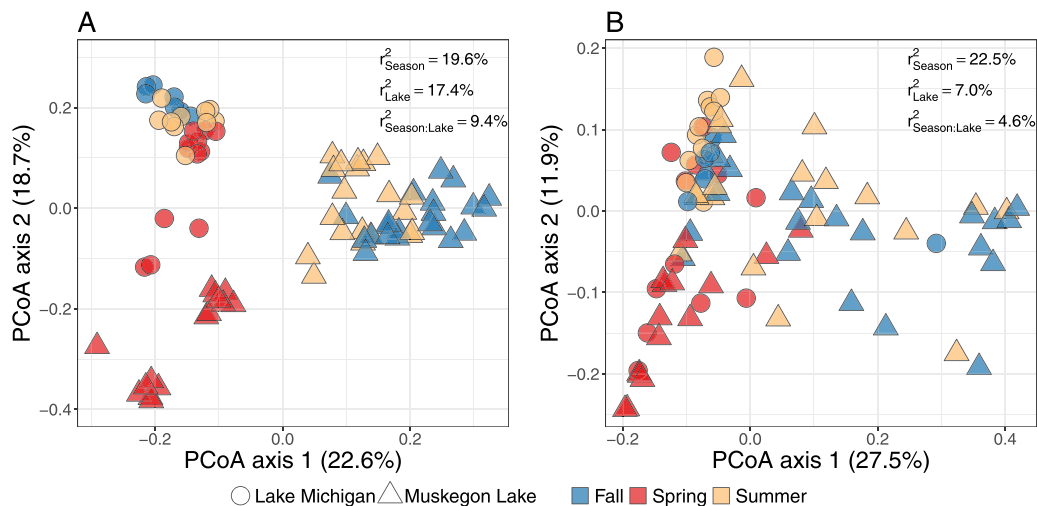 A
B
r²Season = 19.6%
r²Lake = 17.4%
r²Season:Lake = 9.4%
r²Season = 22.5%
r²Lake = 7.0%
r²Season:Lake = 4.6%
PCoA axis 2 (18.7%)
0.2
0.0
−0.2
−0.4
−0.2
0.0
0.2
PCoA axis 1 (22.6%)
PCoA axis 2 (11.9%)
0.2
0.1
0.0
−0.1
−0.2
−0.2
0.0
0.2
0.4
PCoA axis 1 (27.5%)
Lake Michigan Muskegon Lake Fall Spring Summer